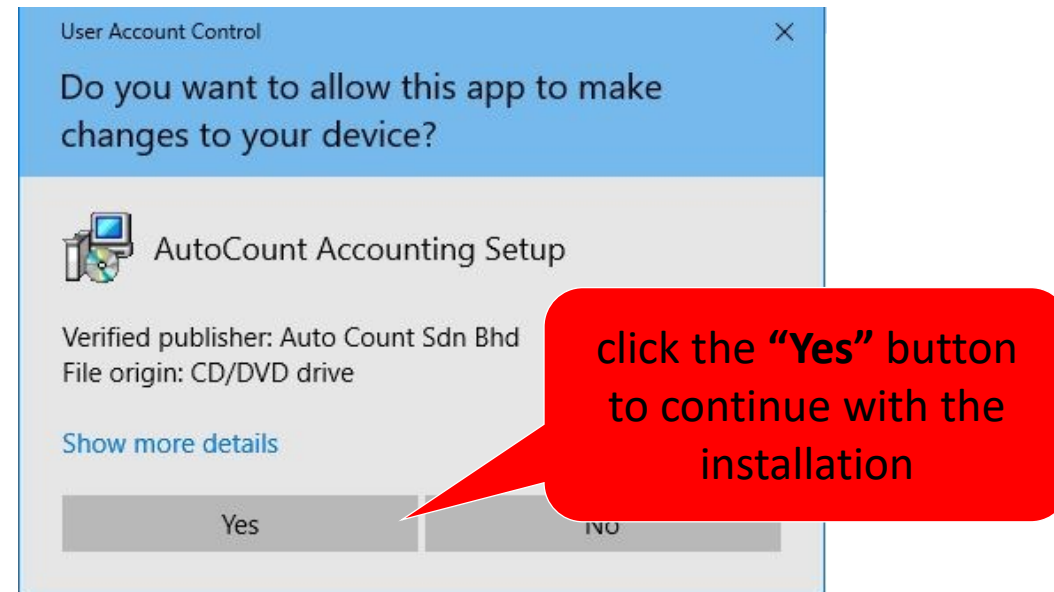 User Account Control
Do you want to allow this app to make
changes to your device?
AutoCount Accounting Setup
Verified publisher: Auto Count Sdn Bhd
File origin: CD/DVD drive
Show more details
Yes
No
click the “Yes” button
to continue with the
installation